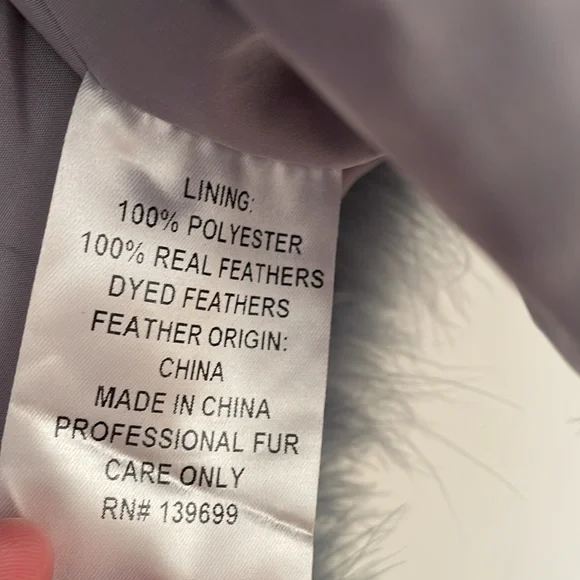 LINING:
100% POLYESTER
100% REAL FEATHERS
DYED FEATHERS
FEATHER ORIGIN:
CHINA
MADE IN CHINA
PROFESSIONAL FUR
CARE ONLY
RN# 139699